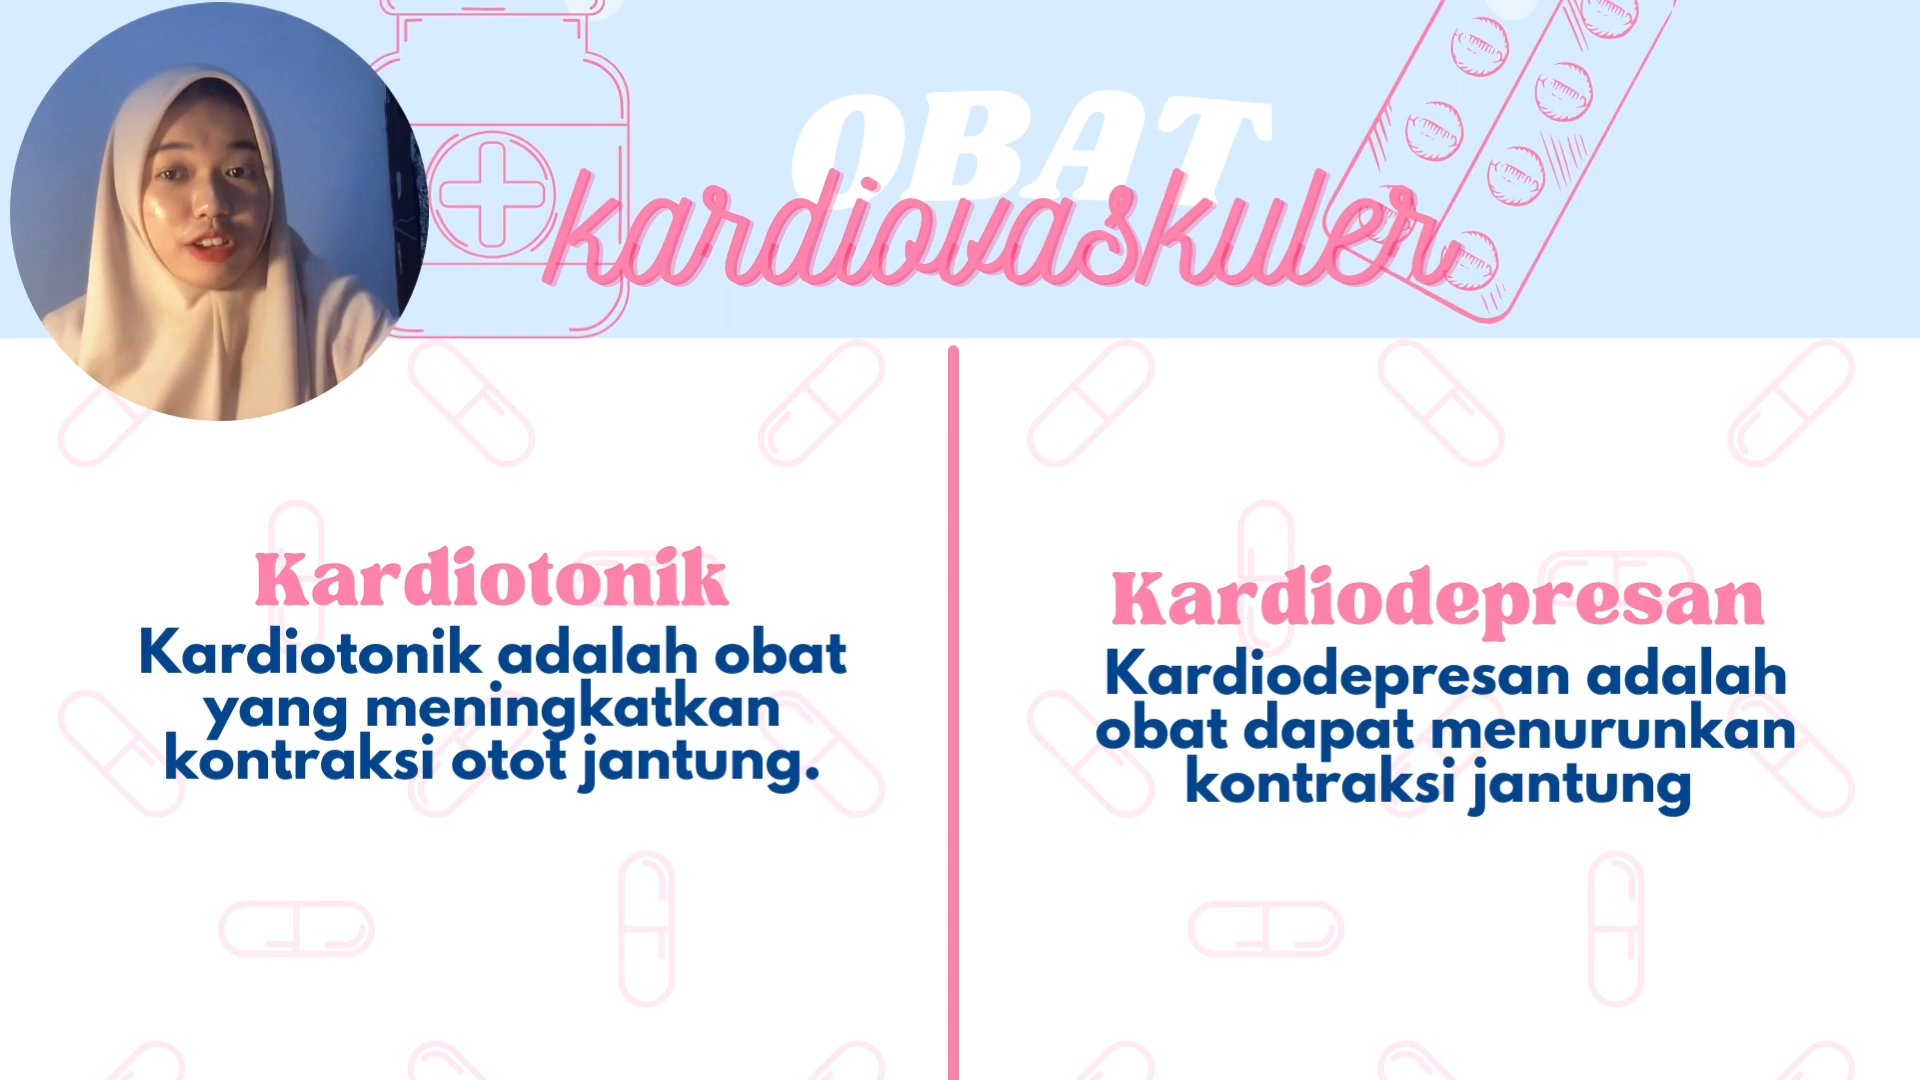 OBAT
kardiovaskuler
Kardiotonik
Kardiotonik adalah obat
yang meningkatkan
kontraksi otot jantung.
Kardiodepresan
Kardiodepresan adalah
obat dapat menurunkan
kontraksi jantung